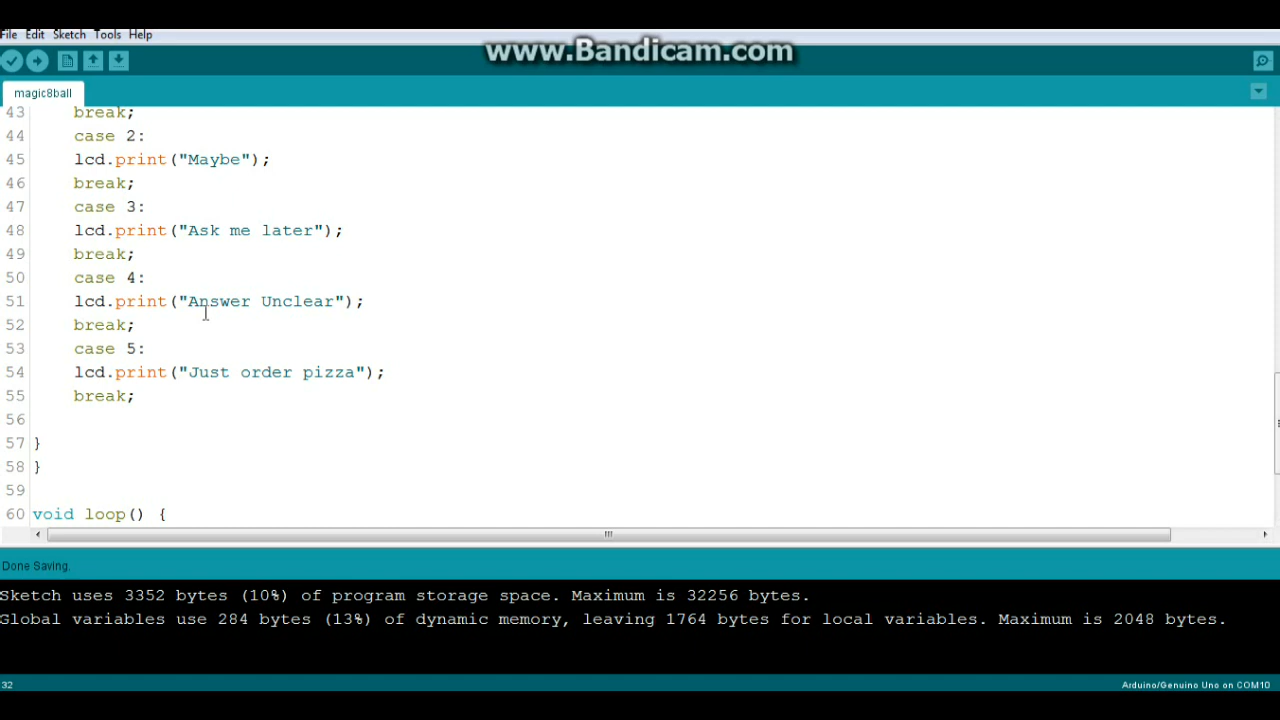 www.Bandicam.com
File Edit Sketch Tools Help
magic8ball
43 break;
44 case 2:
45 lcd.print("Maybe");
46 break;
47 case 3:
48 lcd.print("Ask me later");
49 break;
50 case 4:
51 lcd.print("Answer Unclear");
52 break;
53 case 5:
54 lcd.print("Just order pizza");
55 break;
56
57 }
58 }
59
60 void loop() {
Done Saving.
Sketch uses 3352 bytes (10%) of program storage space. Maximum is 32256 bytes.
Global variables use 284 bytes (13%) of dynamic memory, leaving 1764 bytes for local variables. Maximum is 2048 bytes.
32 Arduino/Genuino Uno on COM10